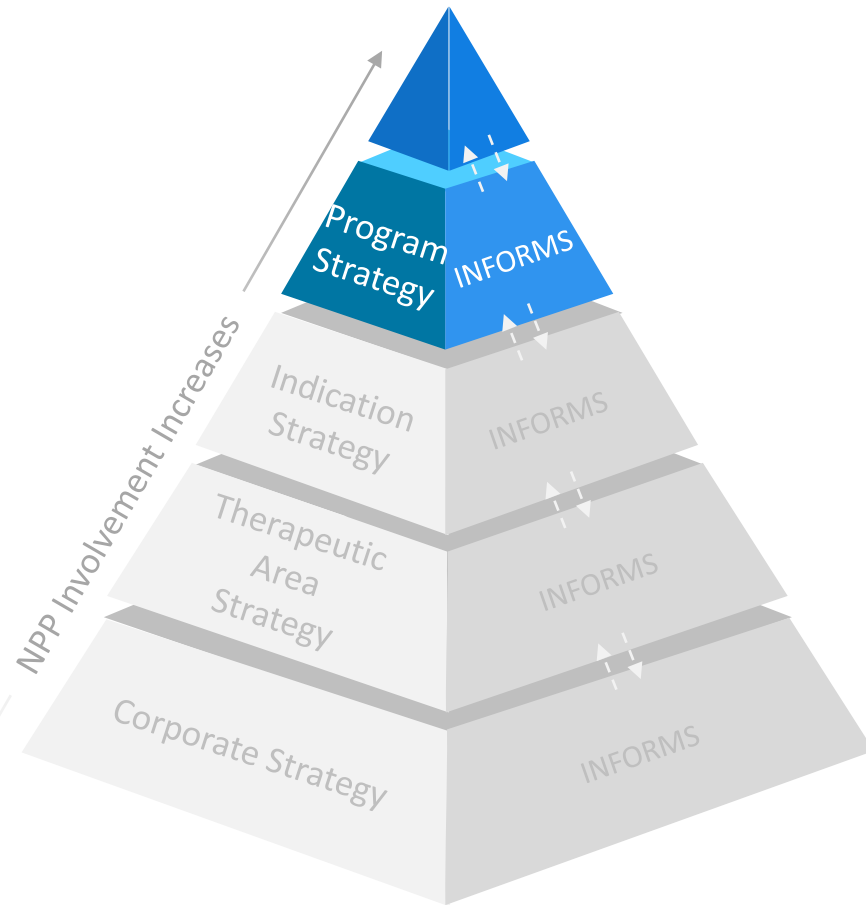 Program
Strategy
INFORMS
Indication
Strategy
INFORMS
Therapeutic
Area
Strategy
INFORMS
Corporate Strategy
INFORMS
NPP Involvement Increases